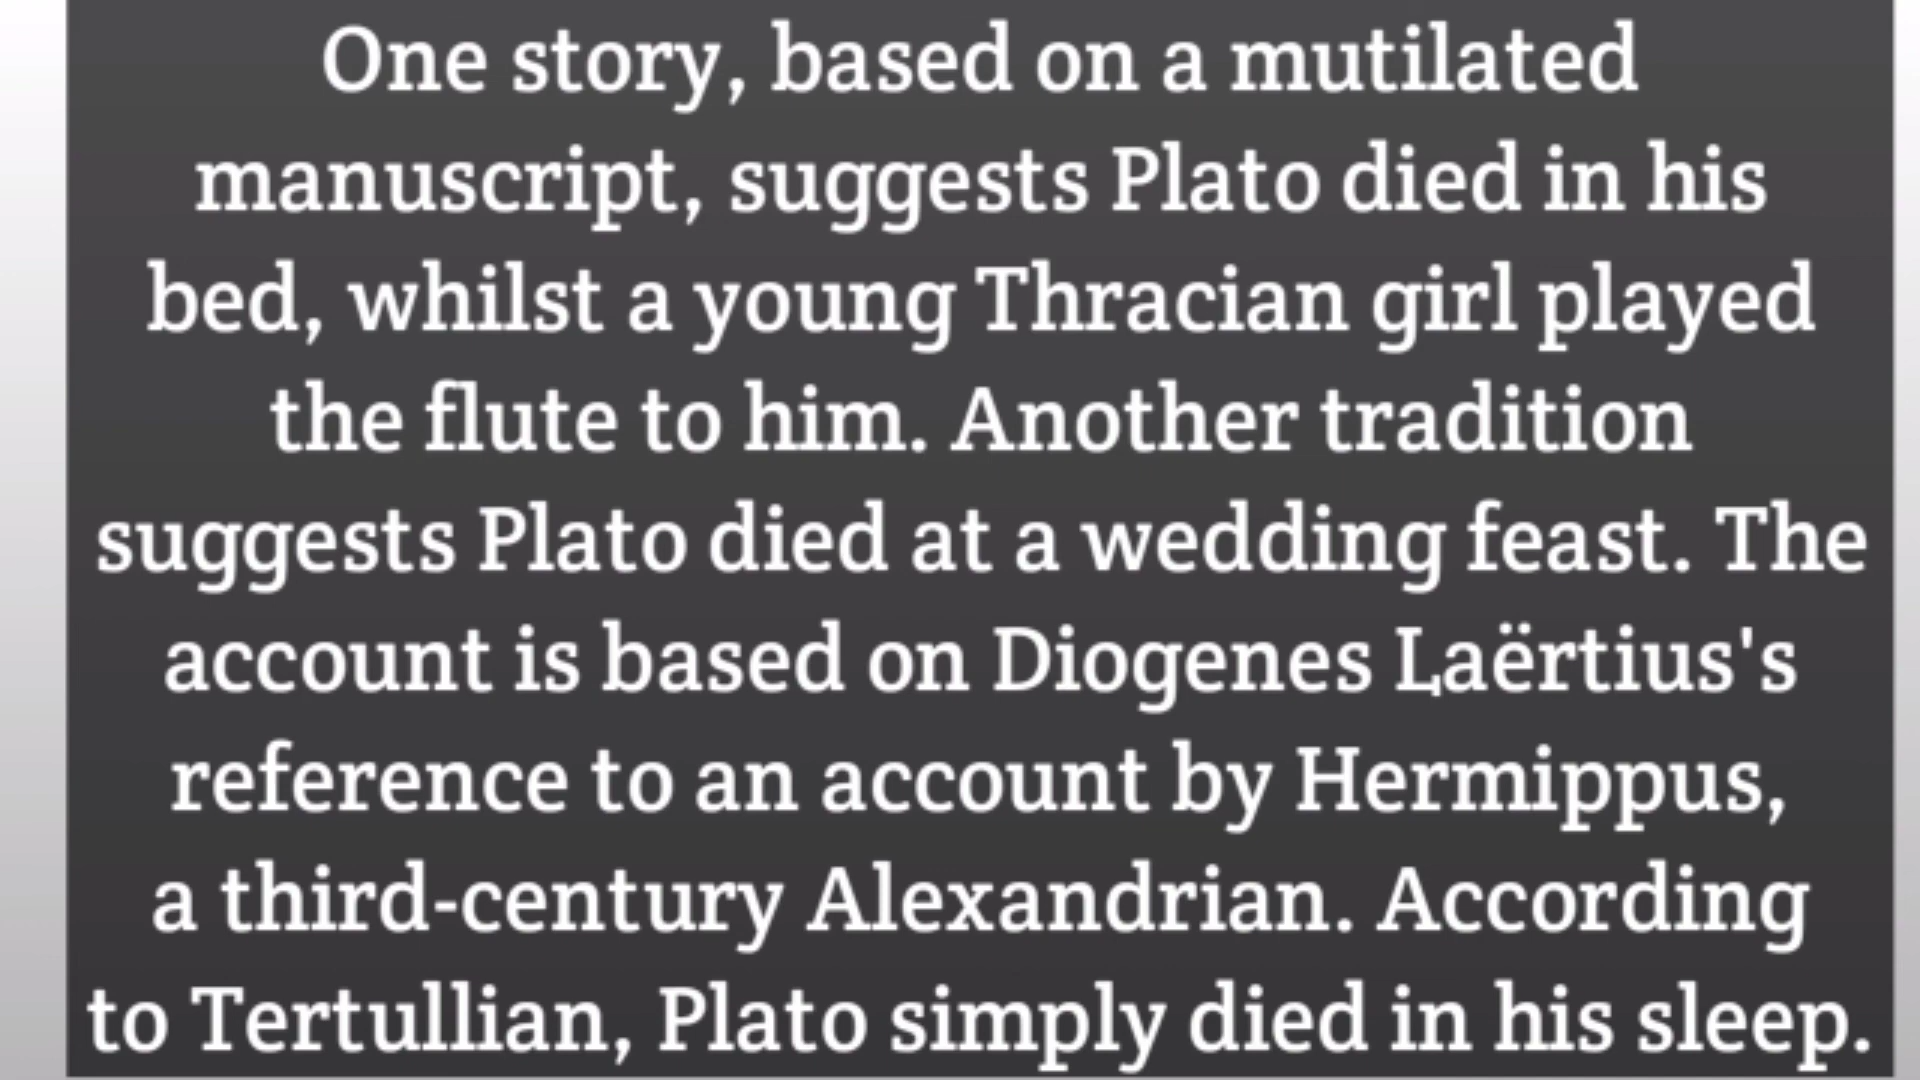 One story, based on a mutilated
manuscript, suggests Plato died in his
bed, whilst a young Thracian girl played
the flute to him. Another tradition
suggests Plato died at a wedding feast. The
account is based on Diogenes Laërtius's
reference to an account by Hermippus,
a third-century Alexandrian. According
to Tertullian, Plato simply died in his sleep.